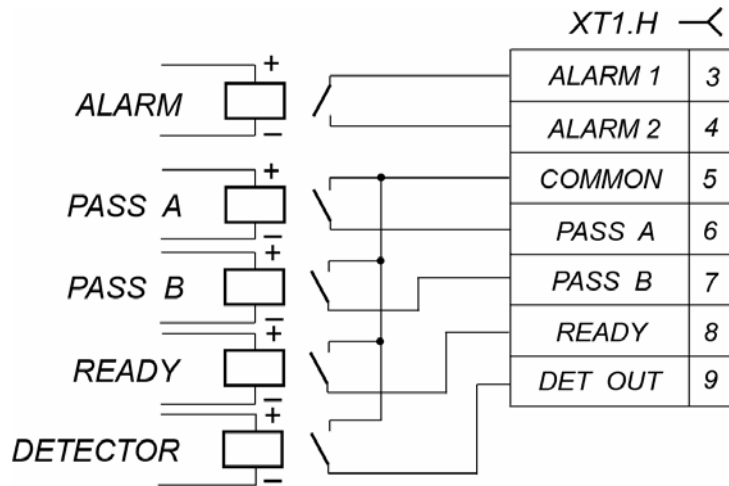 XT1.H
ALARM 1 3
ALARM 2 4
COMMON 5
PASS A 6
PASS B 7
READY 8
DET OUT 9
+
ALARM
−
+
PASS A
−
+
PASS B
−
+
READY
−
+
DETECTOR
−